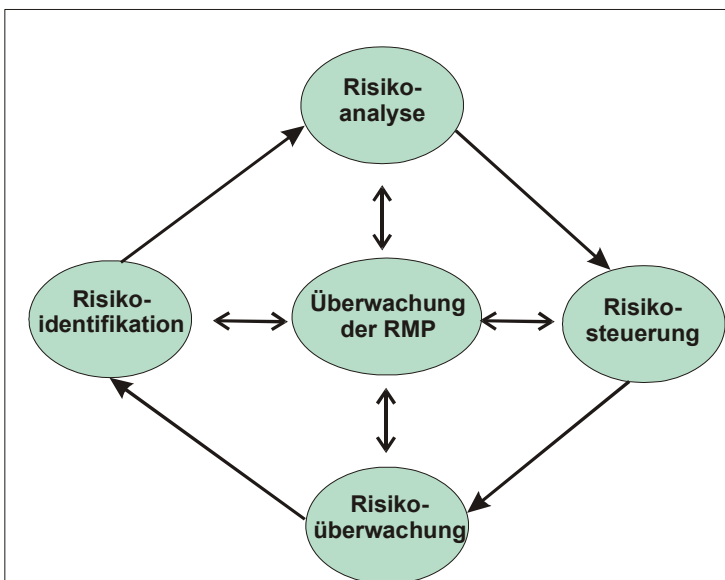 Risiko-
analyse
Risiko-
identifikation
Überwachung
der RMP
Risiko-
steuerung
Risiko-
überwachung